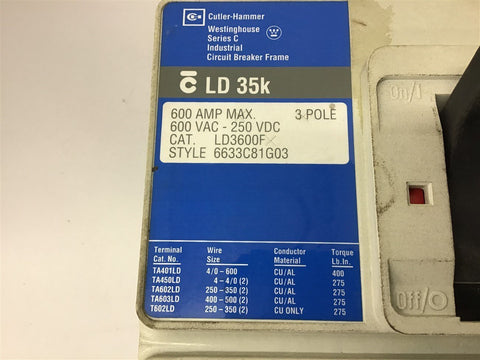 Cutler-Hammer
Westinghouse
Series C
Industrial
Circuit Breaker Frame
C LD 35k
600 AMP MAX. 3 POLE
600 VAC - 250 VDC
CAT. LD3600F
STYLE 6633C81G03
Terminal Wire Conductor Torque
Cat. No. Size Material Lb. In.
TA401LD 4/0 - 600 CU/AL 400
TA450LD 4 - 4/0 (2) CU/AL 275
TA602LD 250 - 350 (2) CU/AL 275
TA603LD 400 - 500 (2) CU/AL 275
T602LD 250 - 350 (2) CU ONLY 275
On/I
Off/O